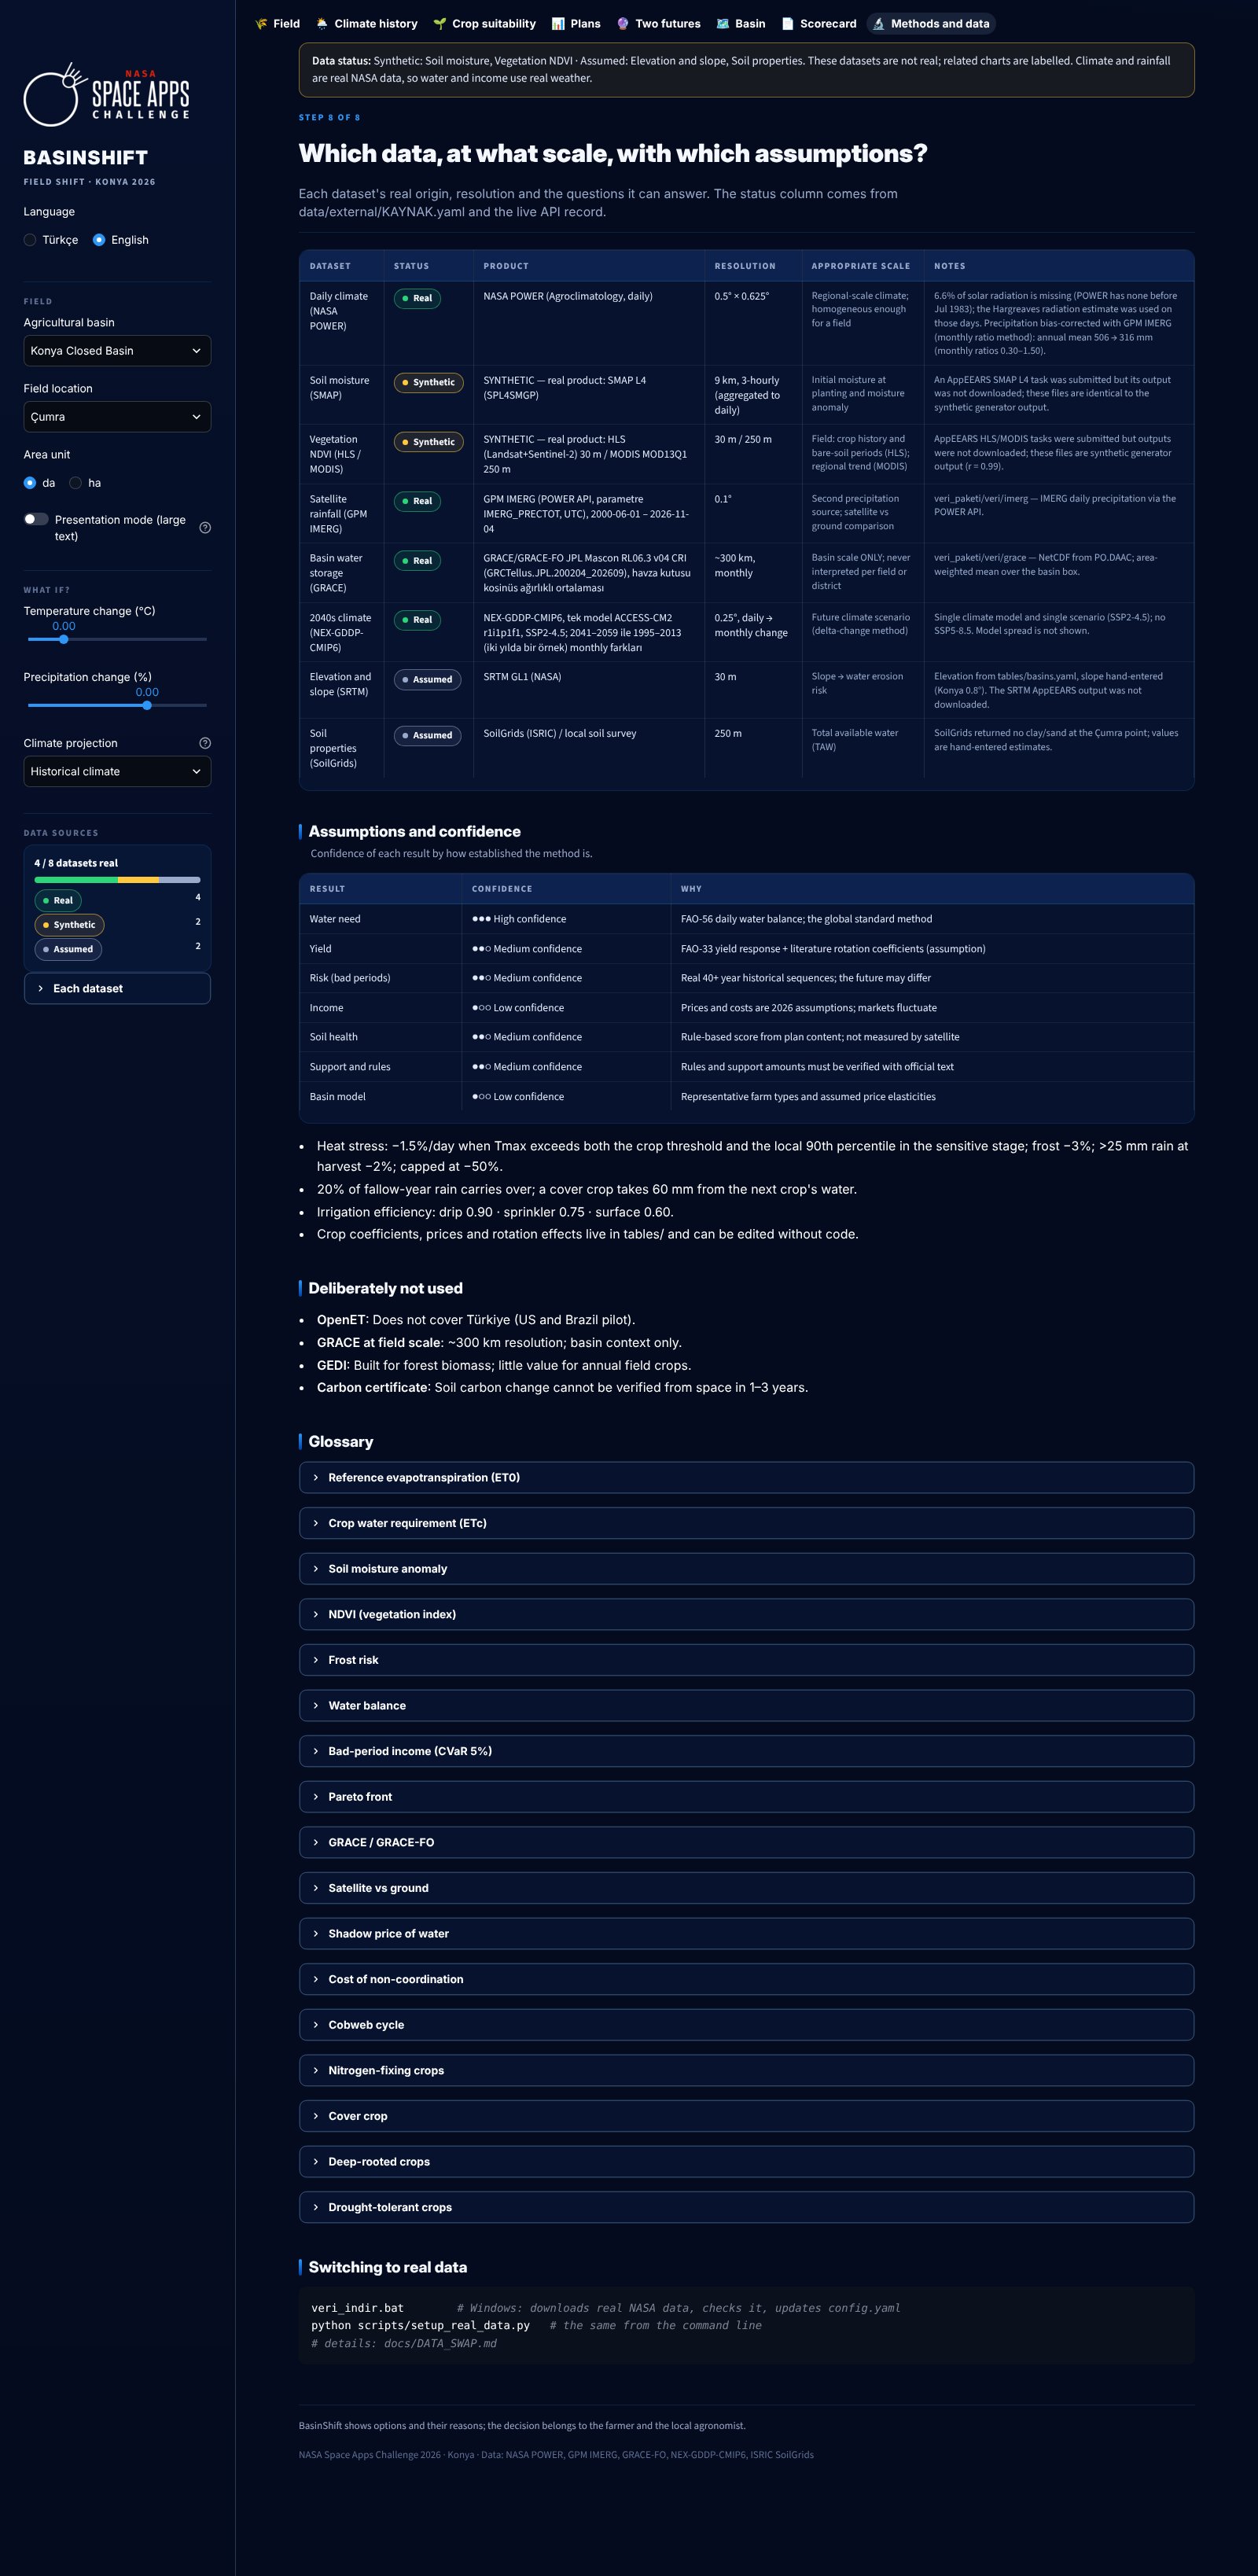 🌾 Field 🌦️ Climate history 🌱 Crop suitability 📊 Plans 🔮 Two futures 🗺️ Basin 📄 Scorecard 🔬 Methods and data
NASA
SPACE APPS
CHALLENGE
BASINSHIFT
FIELD SHIFT · KONYA 2026
Language
Türkçe English
FIELD
Agricultural basin
Konya Closed Basin
Field location
Çumra
Area unit
da ha
Presentation mode (large
text)
WHAT IF?
Temperature change (°C)
0.00
Precipitation change (%)
0.00
Climate projection
Historical climate
DATA SOURCES
4 / 8 datasets real
Real 4
Synthetic 2
Assumed 2
Each dataset
Data status: Synthetic: Soil moisture, Vegetation NDVI · Assumed: Elevation and slope, Soil properties. These datasets are not real; related charts are labelled. Climate and rainfall
are real NASA data, so water and income use real weather.
STEP 8 OF 8
Which data, at what scale, with which assumptions?
Each dataset's real origin, resolution and the questions it can answer. The status column comes from
data/external/KAYNAK.yaml and the live API record.
DATASET STATUS PRODUCT RESOLUTION APPROPRIATE SCALE NOTES
Daily climate
(NASA
POWER)
Real
NASA POWER (Agroclimatology, daily)
0.5° × 0.625°
Regional-scale climate;
homogeneous enough
for a field
6.6% of solar radiation is missing (POWER has none before
Jul 1983); the Hargreaves radiation estimate was used on
those days. Precipitation bias-corrected with GPM IMERG
(monthly ratio method): annual mean 506 → 316 mm
(monthly ratios 0.30–1.50).
Soil moisture
(SMAP)
Synthetic
SYNTHETIC — real product: SMAP L4
(SPL4SMGP)
9 km, 3-hourly
(aggregated to
daily)
Initial moisture at
planting and moisture
anomaly
An AppEEARS SMAP L4 task was submitted but its output
was not downloaded; these files are identical to the
synthetic generator output.
Vegetation
NDVI (HLS /
MODIS)
Synthetic
SYNTHETIC — real product: HLS
(Landsat+Sentinel-2) 30 m / MODIS MOD13Q1
250 m
30 m / 250 m
Field: crop history and
bare-soil periods (HLS);
regional trend (MODIS)
AppEEARS HLS/MODIS tasks were submitted but outputs
were not downloaded; these files are synthetic generator
output (r = 0.99).
Satellite
rainfall (GPM
IMERG)
Real
GPM IMERG (POWER API, parametre
IMERG_PRECTOT, UTC), 2000-06-01 – 2026-11-
04
0.1°
Second precipitation
source; satellite vs
ground comparison
veri_paketi/veri/imerg — IMERG daily precipitation via the
POWER API.
Basin water
storage
(GRACE)
Real
GRACE/GRACE-FO JPL Mascon RL06.3 v04 CRI
(GRCTellus.JPL.200204_202609), havza kutusu
kosinüs ağırlıklı ortalaması
~300 km,
monthly
Basin scale ONLY; never
interpreted per field or
district
veri_paketi/veri/grace — NetCDF from PO.DAAC; area-
weighted mean over the basin box.
2040s climate
(NEX-GDDP-
CMIP6)
Real
NEX-GDDP-CMIP6, tek model ACCESS-CM2
r1i1p1f1, SSP2-4.5; 2041–2059 ile 1995–2013
(iki yılda bir örnek) monthly farkları
0.25°, daily →
monthly change
Future climate scenario
(delta-change method)
Single climate model and single scenario (SSP2-4.5); no
SSP5-8.5. Model spread is not shown.
Elevation and
slope (SRTM)
Assumed
SRTM GL1 (NASA)
30 m
Slope → water erosion
risk
Elevation from tables/basins.yaml, slope hand-entered
(Konya 0.8°). The SRTM AppEEARS output was not
downloaded.
Soil
properties
(SoilGrids)
Assumed
SoilGrids (ISRIC) / local soil survey
250 m
Total available water
(TAW)
SoilGrids returned no clay/sand at the Çumra point; values
are hand-entered estimates.
Assumptions and confidence
Confidence of each result by how established the method is.
RESULT CONFIDENCE WHY
Water need ●●● High confidence FAO-56 daily water balance; the global standard method
Yield ●●○ Medium confidence FAO-33 yield response + literature rotation coefficients (assumption)
Risk (bad periods) ●●○ Medium confidence Real 40+ year historical sequences; the future may differ
Income ●○○ Low confidence Prices and costs are 2026 assumptions; markets fluctuate
Soil health ●●○ Medium confidence Rule-based score from plan content; not measured by satellite
Support and rules ●●○ Medium confidence Rules and support amounts must be verified with official text
Basin model ●○○ Low confidence Representative farm types and assumed price elasticities
• Heat stress: −1.5%/day when Tmax exceeds both the crop threshold and the local 90th percentile in the sensitive stage; frost −3%; >25 mm rain at
harvest −2%; capped at −50%.
• 20% of fallow-year rain carries over; a cover crop takes 60 mm from the next crop's water.
• Irrigation efficiency: drip 0.90 · sprinkler 0.75 · surface 0.60.
• Crop coefficients, prices and rotation effects live in tables/ and can be edited without code.
Deliberately not used
• OpenET: Does not cover Türkiye (US and Brazil pilot).
• GRACE at field scale: ~300 km resolution; basin context only.
• GEDI: Built for forest biomass; little value for annual field crops.
• Carbon certificate: Soil carbon change cannot be verified from space in 1–3 years.
Glossary
Reference evapotranspiration (ET0)
Crop water requirement (ETc)
Soil moisture anomaly
NDVI (vegetation index)
Frost risk
Water balance
Bad-period income (CVaR 5%)
Pareto front
GRACE / GRACE-FO
Satellite vs ground
Shadow price of water
Cost of non-coordination
Cobweb cycle
Nitrogen-fixing crops
Cover crop
Deep-rooted crops
Drought-tolerant crops
Switching to real data
veri_indir.bat # Windows: downloads real NASA data, checks it, updates config.yaml
python scripts/setup_real_data.py # the same from the command line
# details: docs/DATA_SWAP.md
BasinShift shows options and their reasons; the decision belongs to the farmer and the local agronomist.
NASA Space Apps Challenge 2026 · Konya · Data: NASA POWER, GPM IMERG, GRACE-FO, NEX-GDDP-CMIP6, ISRIC SoilGrids